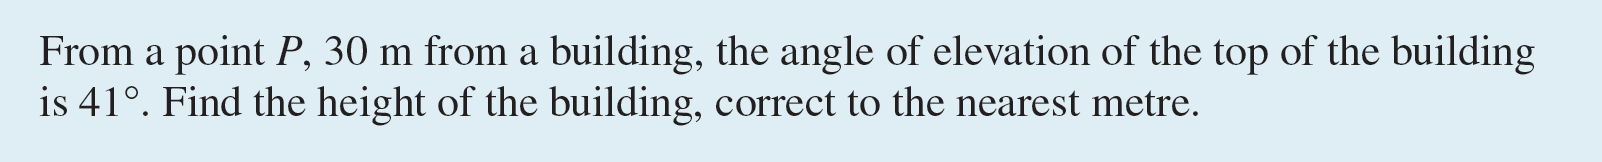 From a point P, 30 m from a building, the angle of elevation of the top of the building
is 41°. Find the height of the building, correct to the nearest metre.